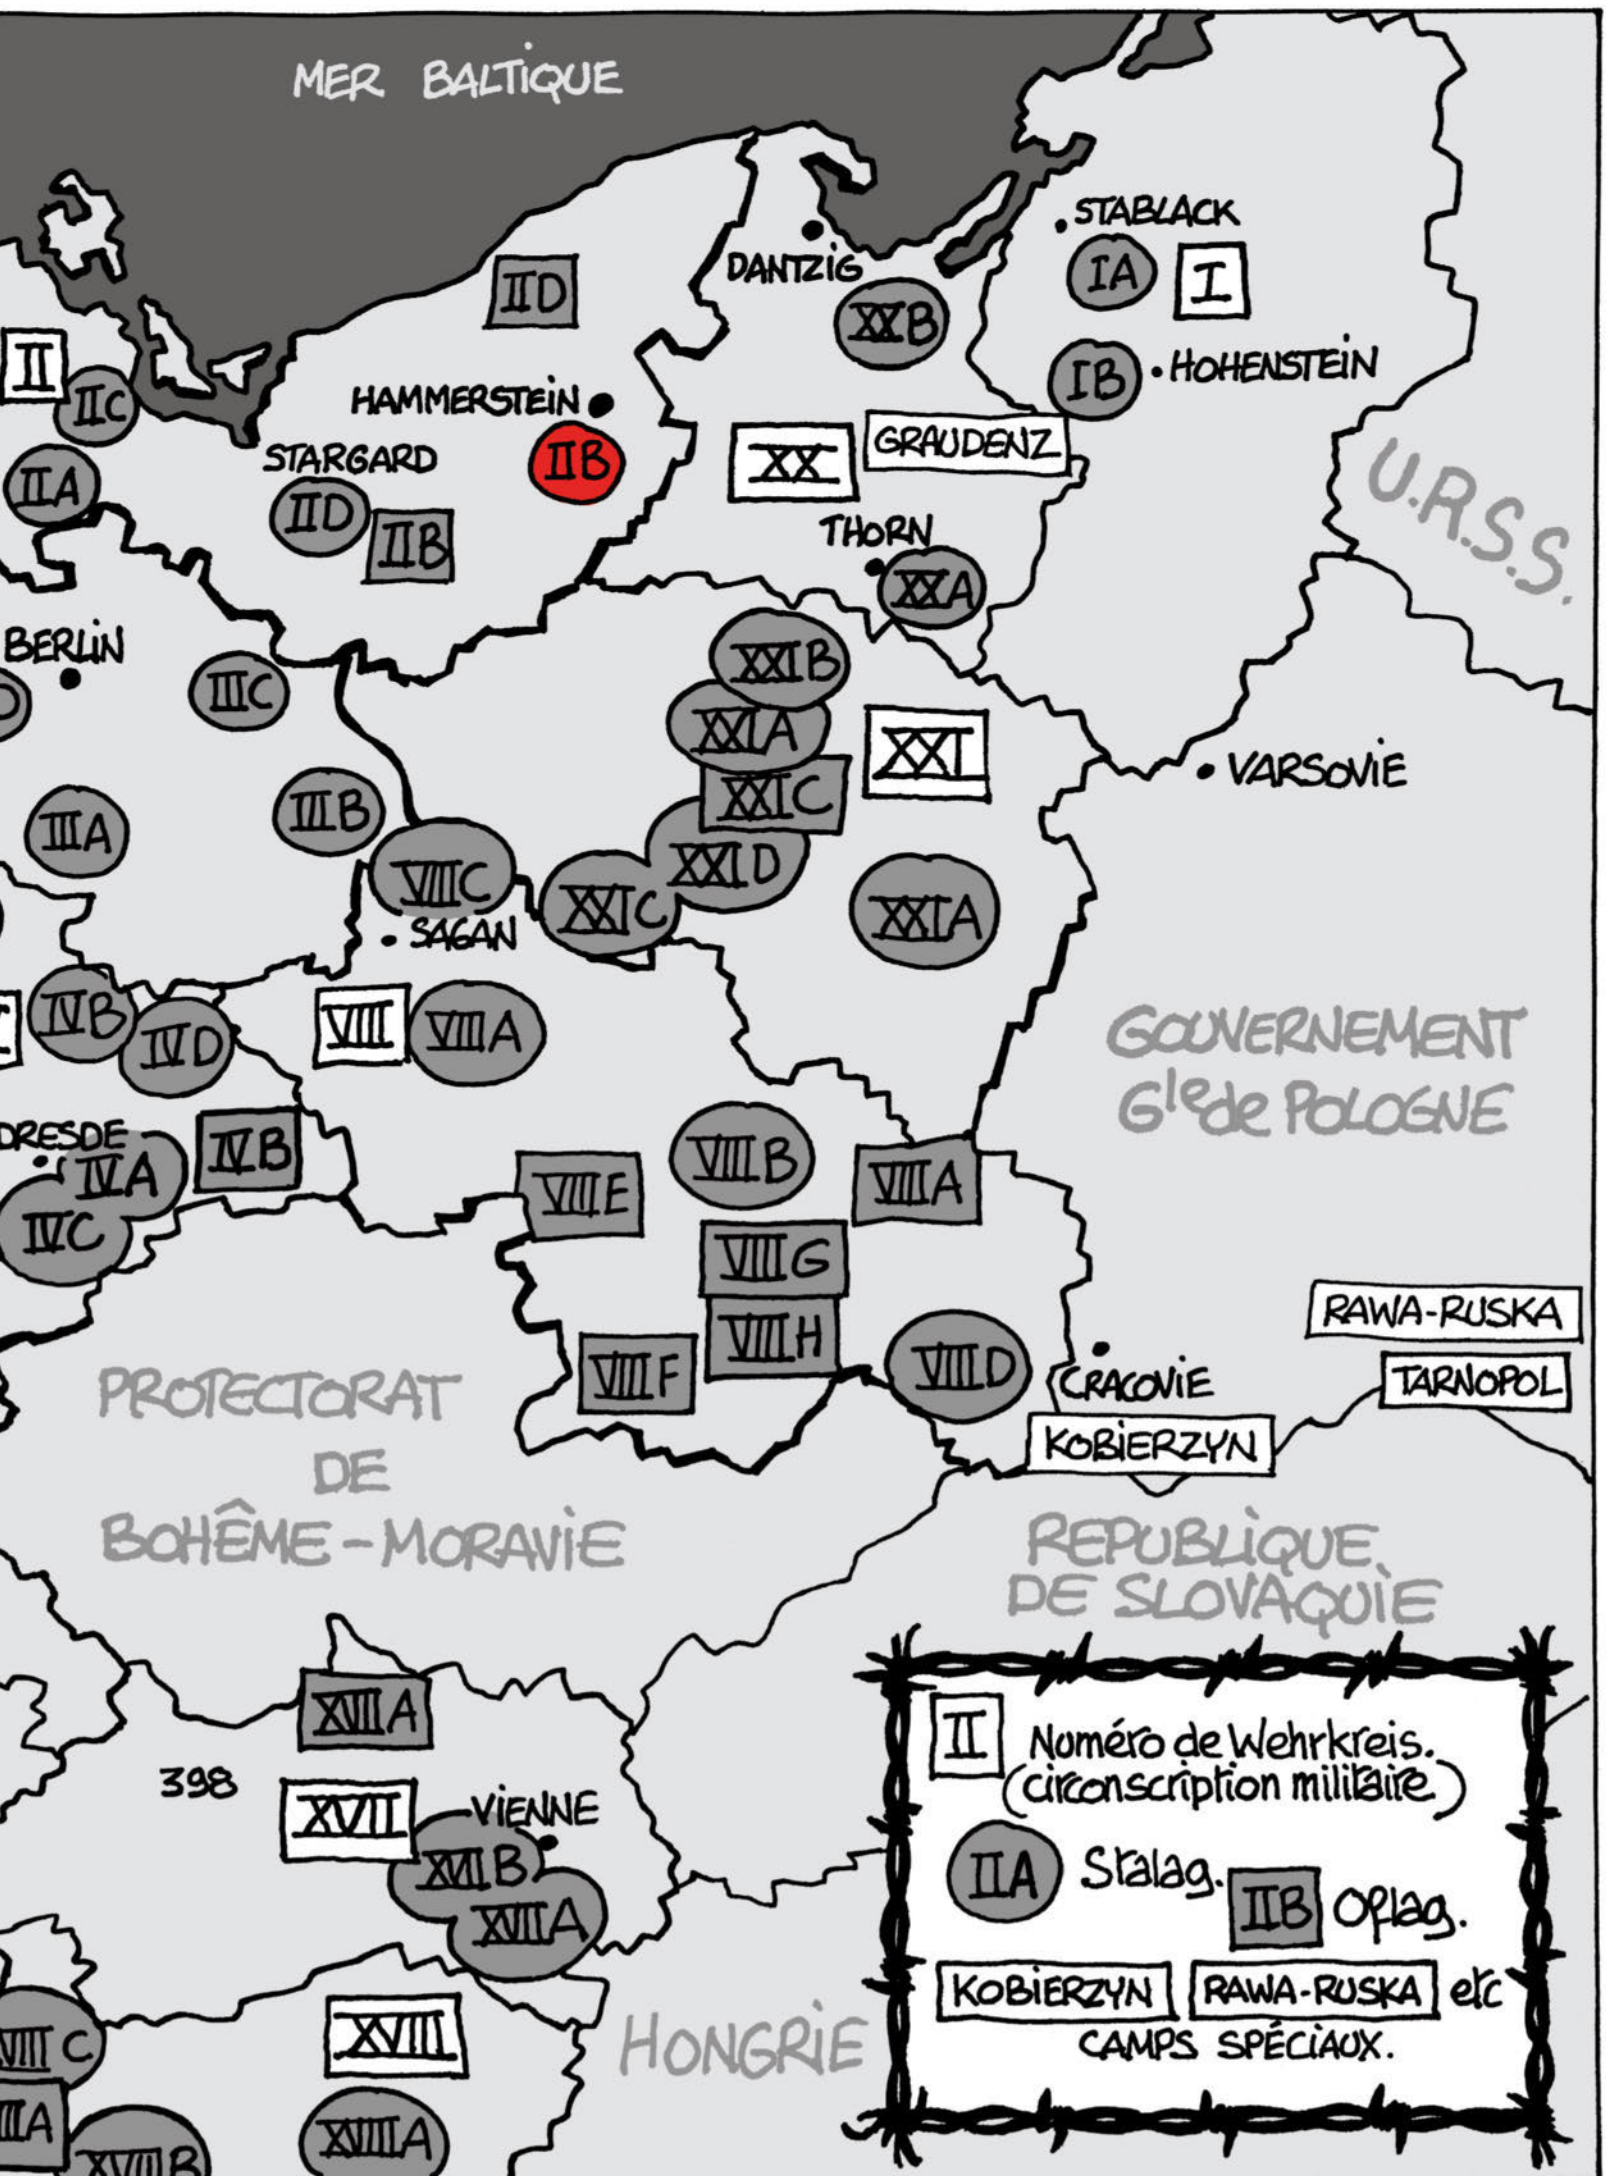 MER BALTIQUE
STABLACK
IA
I
DANTZIG
IID
XXB
II
IIC
HAMMERSTEIN
IB
HOHENSTEIN
STARGARD
IIB
XX
GRAUDENZ
U.R.S.S.
IIA
IID
IIB
THORN
XXA
BERLIN
IIIC
XXIB
XXIA
XXI
VARSOVIE
XXIC
IIIA
IIIB
VIIIC
XXID
XXIC
XXIA
SAGAN
IVB
IVD
VIII
VIIIA
GOUVERNEMENT
Gle de POLOGNE
DRESDE
IVA
IVB
IVC
VIIIE
VIIIB
VIIIA
VIIIG
VIIIH
VIIIF
VIIID
RAWA-RUSKA
CRACOVIE
TARNOPOL
KOBIERZYN
PROTECTORAT
DE
BOHÊME - MORAVIE
REPUBLIQUE
DE SLOVAQUIE
XVIIA
398
XVII
VIENNE
XVIIB
XVIIA
XVIII
HONGRIE
XVIIIA
XVIIIB
II Numéro de Wehrkreis.
(circonscription militaire)
IIA Stalag.
IIB Oflag.
KOBIERZYN RAWA-RUSKA etc
CAMPS SPÉCIAUX.